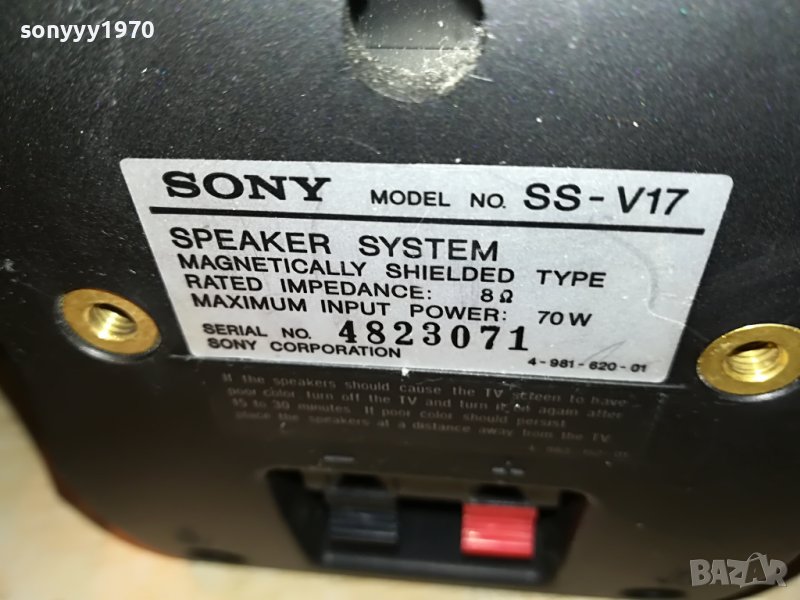 sonyyy1970
SONY MODEL NO. SS-V17
SPEAKER SYSTEM
MAGNETICALLY SHIELDED TYPE
RATED IMPEDANCE: 8Ω
MAXIMUM INPUT POWER: 70W
SERIAL NO. 4823071
SONY CORPORATION 4-981-620-01
If the speakers should cause the TV screen to have
poor color turn off the TV and turn it on again after
15 to 30 minutes. If poor color should persist
place the speakers at a distance away from the TV.
BAZAR